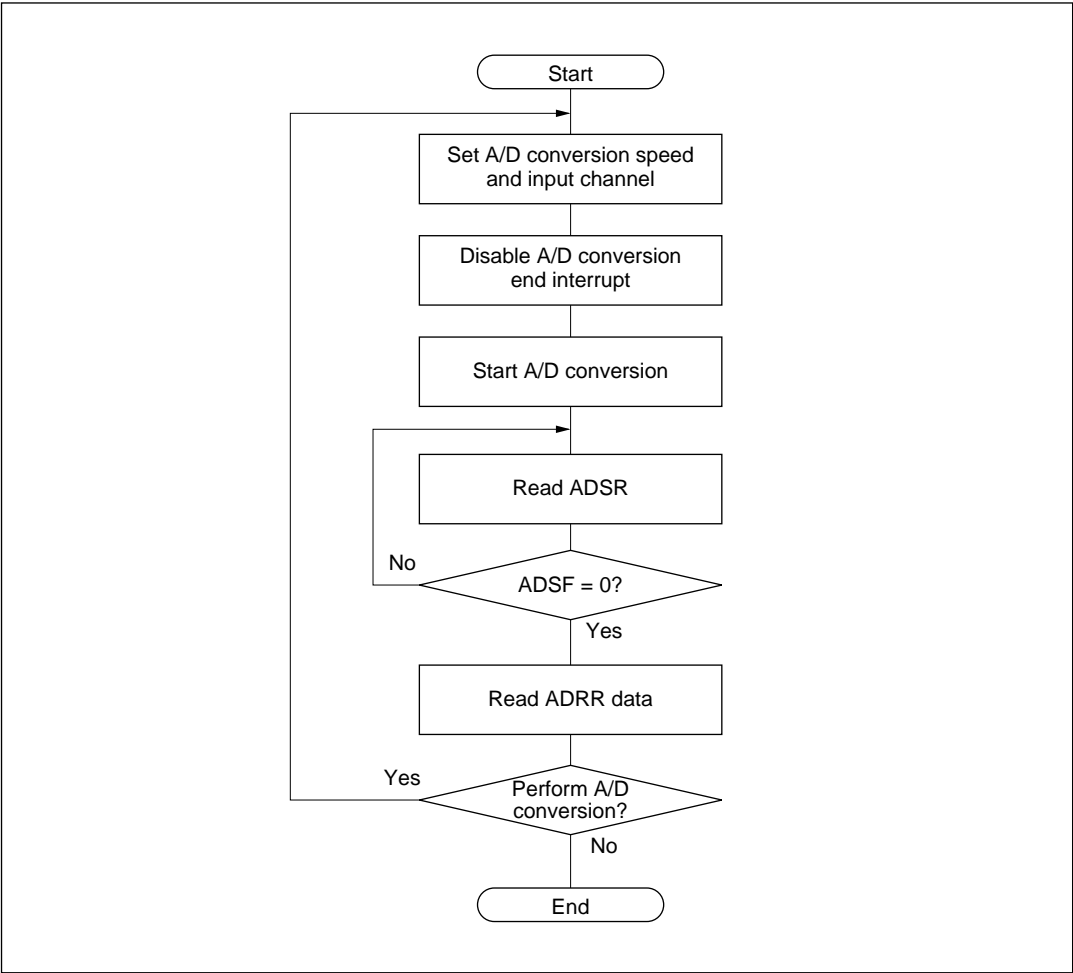 Start
Set A/D conversion speed
and input channel
Disable A/D conversion
end interrupt
Start A/D conversion
Read ADSR
No
ADSF = 0?
Yes
Read ADRR data
Yes
Perform A/D
conversion?
No
End